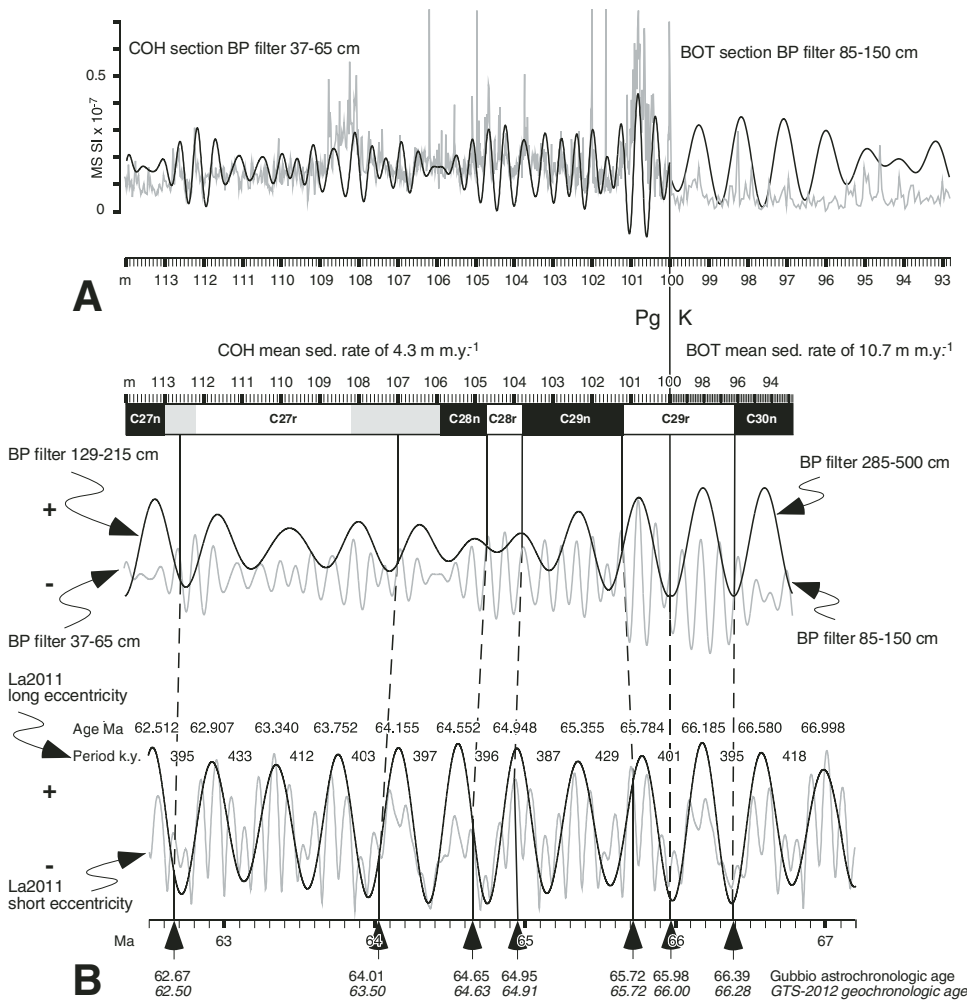 COH section BP filter 37-65 cm
BOT section BP filter 85-150 cm
0.5
MS SI x 10-7
0
m 113 112 111 110 109 108 107 106 105 104 103 102 101 100 99 98 97 96 95 94 93
A
Pg K
COH mean sed. rate of 4.3 m m.y.-1
BOT mean sed. rate of 10.7 m m.y.-1
m 113 112 111 110 109 108 107 106 105 104 103 102 101 100 98 96 94
C27n C27r C28n C28r C29n C29r C30n
BP filter 129-215 cm
BP filter 285-500 cm
+
-
BP filter 37-65 cm
BP filter 85-150 cm
La2011
long eccentricity
Age Ma 62.512 62.907 63.340 63.752 64.155 64.552 64.948 65.355 65.784 66.185 66.580 66.998
Period k.y. 395 433 412 403 397 396 387 429 401 395 418
+
-
La2011
short eccentricity
Ma 63 64 65 66 67
B
62.67 64.01 64.65 64.95 65.72 65.98 66.39 Gubbio astrochronologic age
62.50 63.50 64.63 64.91 65.72 66.00 66.28 GTS-2012 geochronologic age